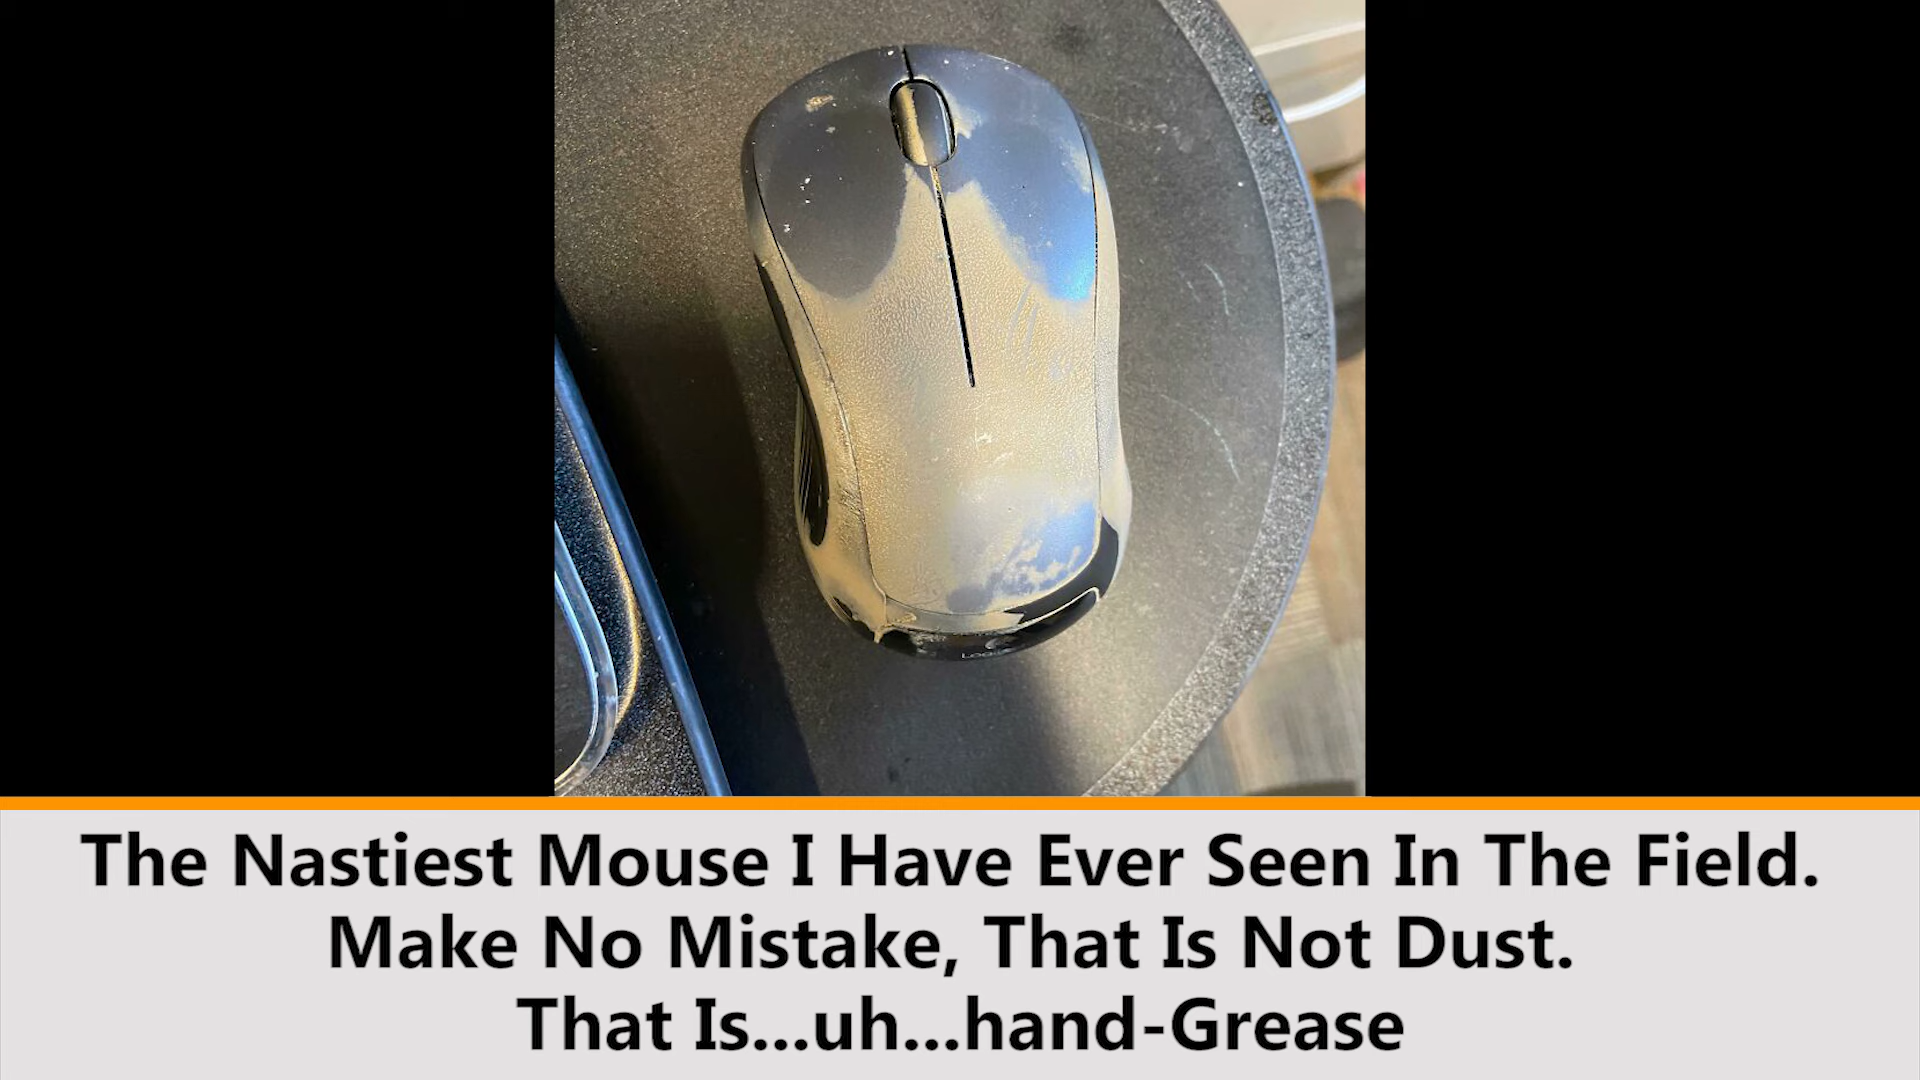 The Nastiest Mouse I Have Ever Seen In The Field.
Make No Mistake, That Is Not Dust.
That Is...uh...hand-Grease